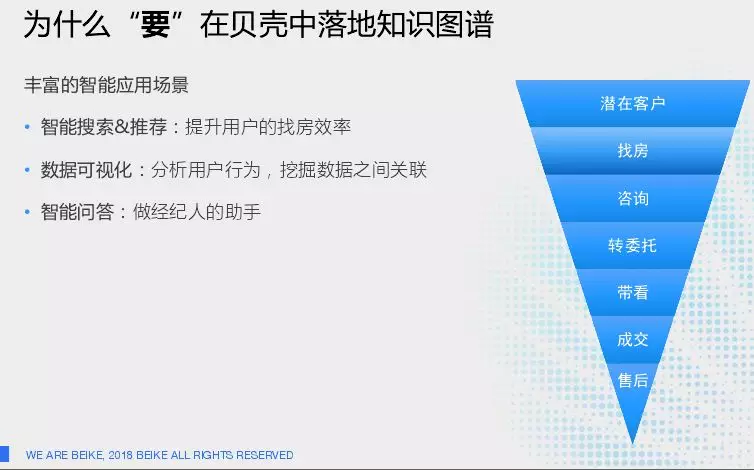 为什么“要”在贝壳中落地知识图谱
丰富的智能应用场景
• 智能搜索&推荐：提升用户的找房效率
• 数据可视化：分析用户行为，挖掘数据之间关联
• 智能问答：做经纪人的助手
潜在客户
找房
咨询
转委托
带看
成交
售后
WE ARE BEIKE, 2018 BEIKE ALL RIGHTS RESERVED